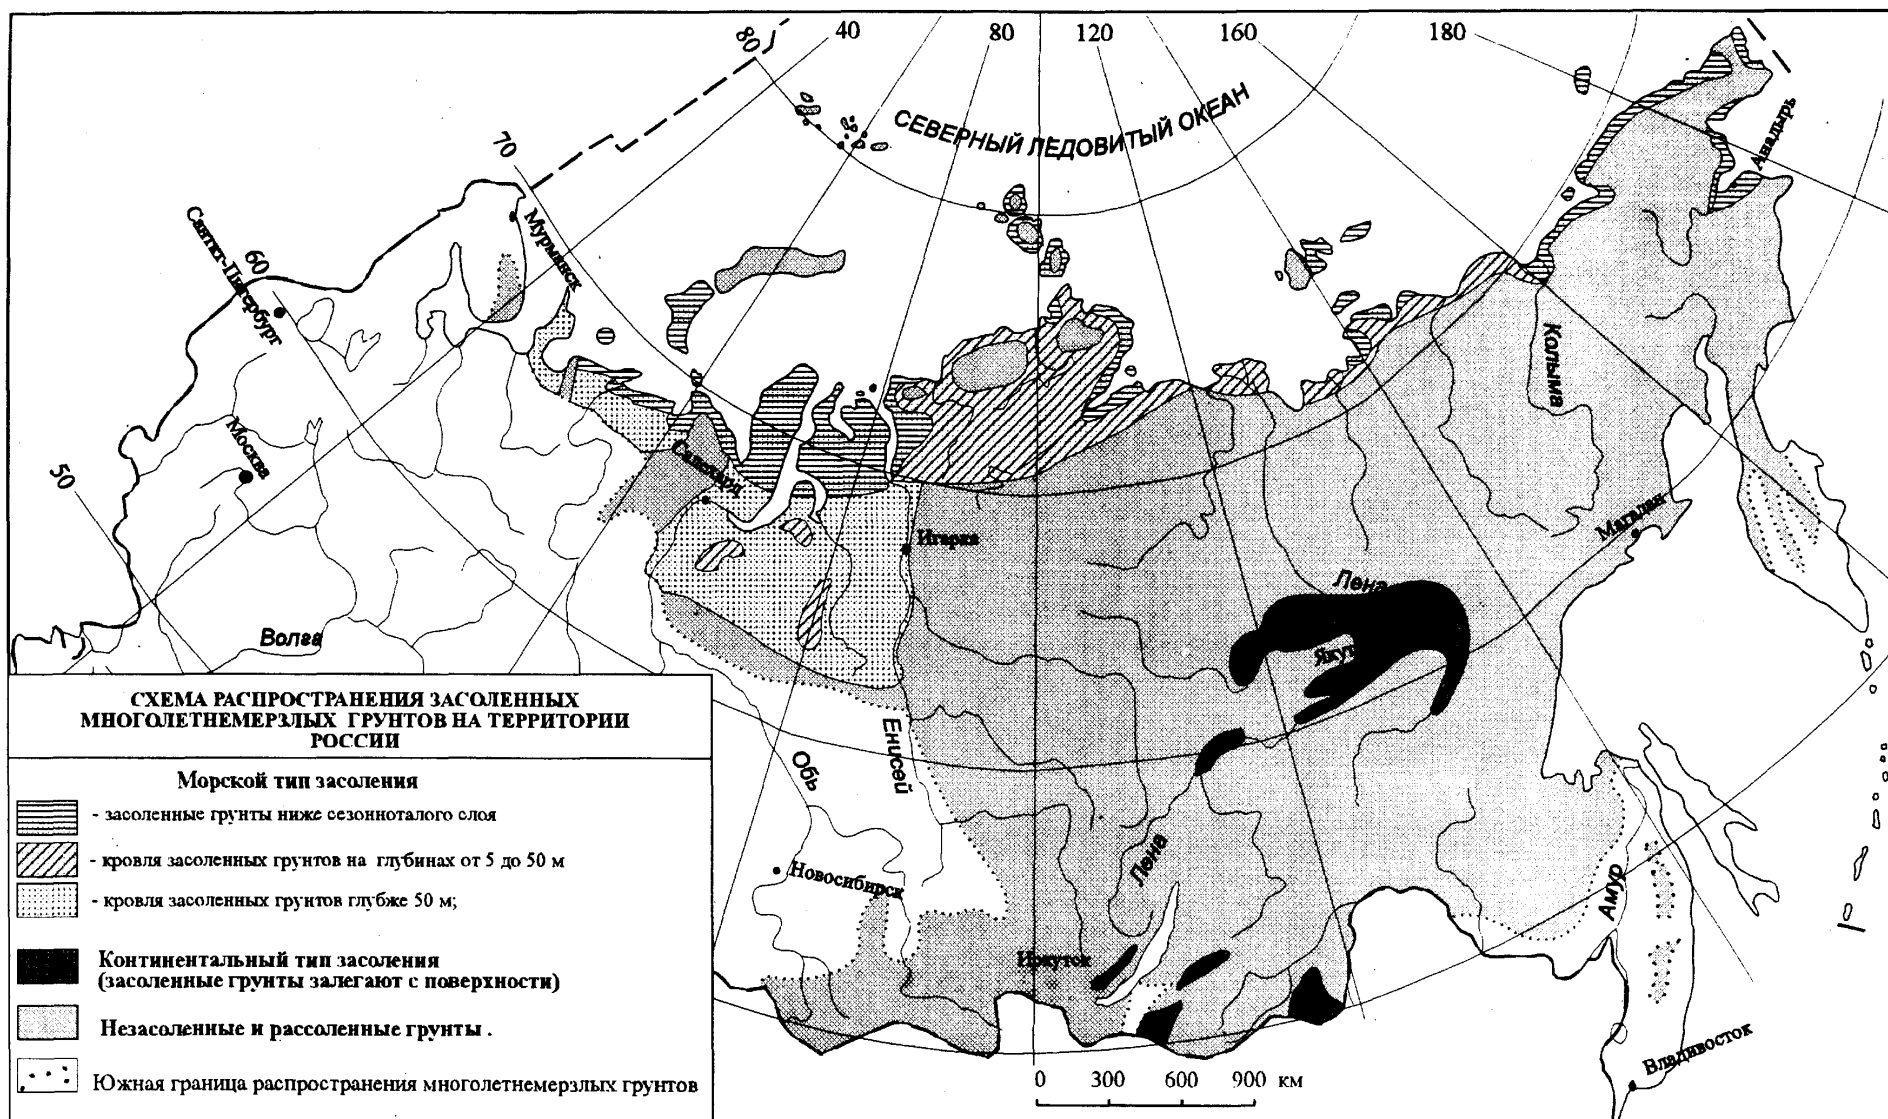 40
80
120
160
180
80
70
60
50
СЕВЕРНЫЙ ЛЕДОВИТЫЙ ОКЕАН
Анадырь
Мурманск
Санкт-Питербург
Москва
Салехард
Игарка
Колыма
Магадан
Лена
Якут
Волга
Обь
Енисей
Новосибирск
Лена
Иркутск
Амур
Владивосток
0 300 600 900 км
СХЕМА РАСПРОСТРАНЕНИЯ ЗАСОЛЕННЫХ
МНОГОЛЕТНЕМЕРЗЛЫХ ГРУНТОВ НА ТЕРРИТОРИИ
РОССИИ
Морской тип засоления
- засоленные грунты ниже сезонноталого слоя
- кровля засоленных грунтов на глубинах от 5 до 50 м
- кровля засоленных грунтов глубже 50 м;
Континентальный тип засоления
(засоленные грунты залегают с поверхности)
Незасоленные и рассоленные грунты .
Южная граница распространения многолетнемерзлых грунтов